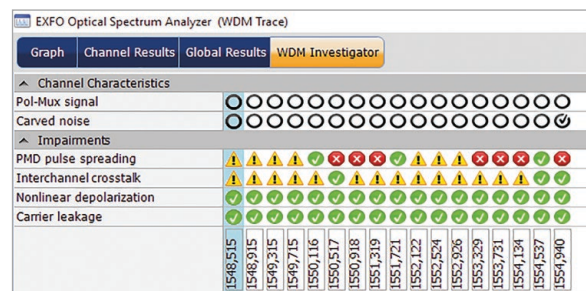 EXFO Optical Spectrum Analyzer (WDM Trace)
Graph Channel Results Global Results WDM Investigator
Channel Characteristics
Pol-Mux signal
Carved noise
Impairments
PMD pulse spreading
Interchannel crosstalk
Nonlinear depolarization
Carrier leakage
1548,515 1548,915 1549,315 1549,715 1550,116 1550,517 1550,918 1551,319 1551,721 1552,122 1552,524 1552,926 1553,329 1553,731 1554,134 1554,537 1554,940